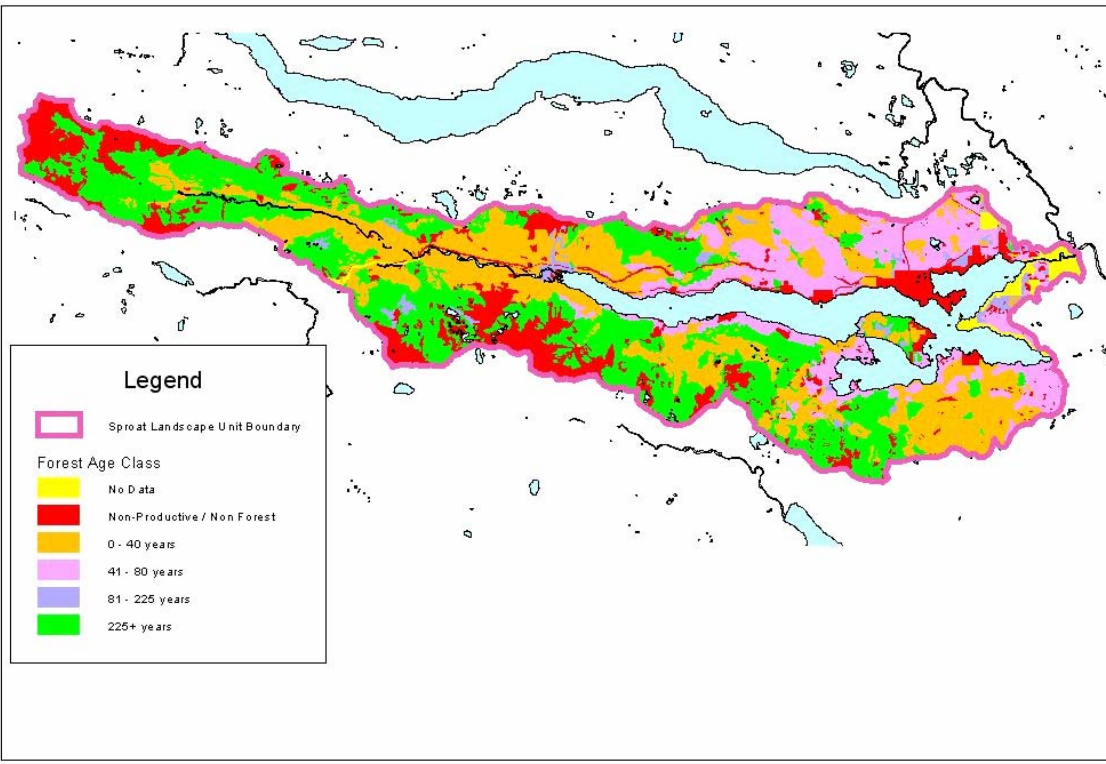 Legend
Sproat Landscape Unit Boundary
Forest Age Class
No Data
Non-Productive / Non Forest
0 - 40 years
41 - 80 years
81 - 225 years
225+ years